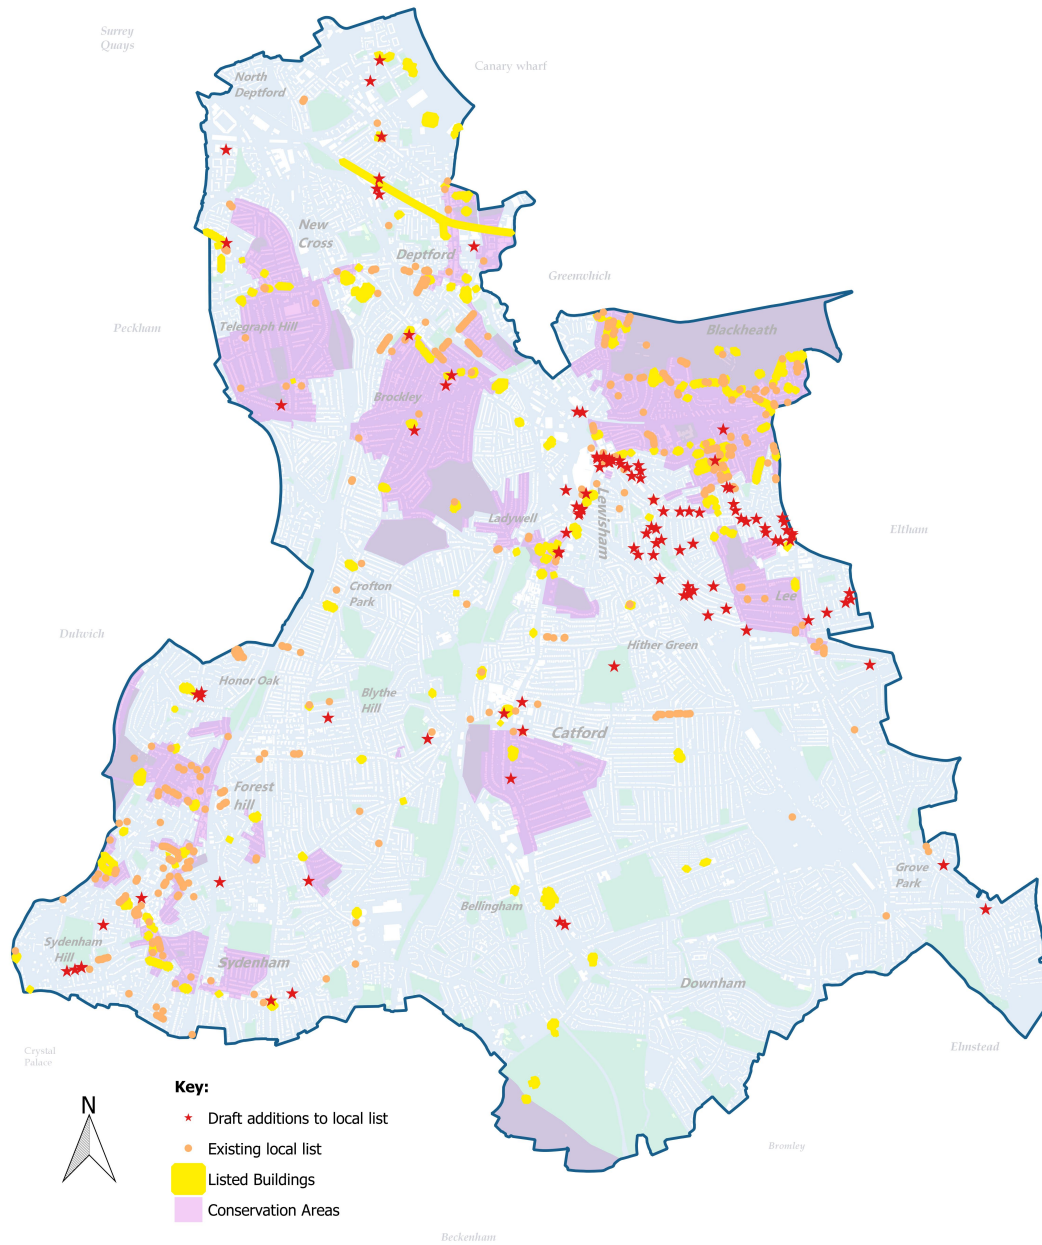 Surrey
Quays
Canary wharf
North
Deptford
New
Cross
Deptford
Greenwhich
Peckham
Telegraph Hill
Blackheath
Brockley
Ladywell
Lewisham
Eltham
Crofton
Park
Lee
Dulwich
Hither Green
Honor Oak
Blythe
Hill
Catford
Forest
hill
Grove
Park
Bellingham
Sydenham
Hill
Sydenham
Downham
Crystal
Palace
Elmstead
Key:
N
Draft additions to local list
Existing local list
Bromley
Listed Buildings
Conservation Areas
Beckenham